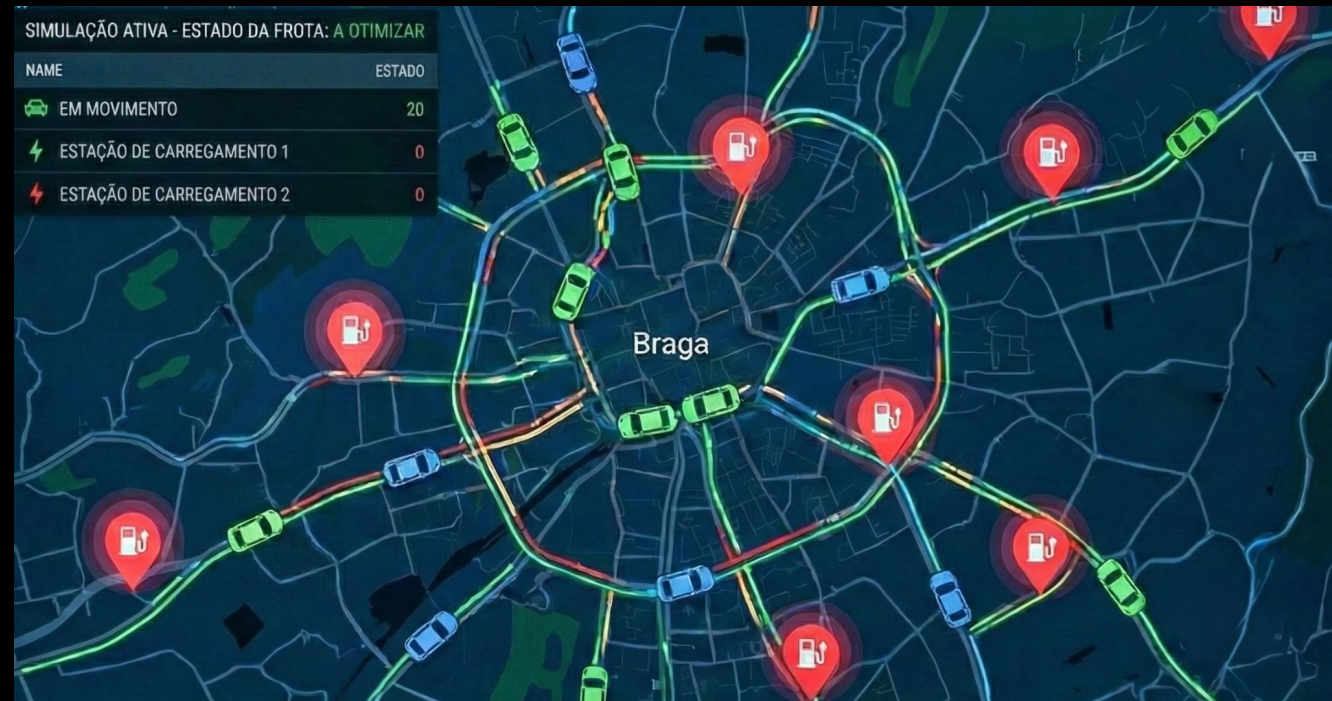 SIMULAÇÃO ATIVA - ESTADO DA FROTA: A OTIMIZAR
NAME ESTADO
EM MOVIMENTO 20
ESTAÇÃO DE CARREGAMENTO 1 0
ESTAÇÃO DE CARREGAMENTO 2 0
Braga